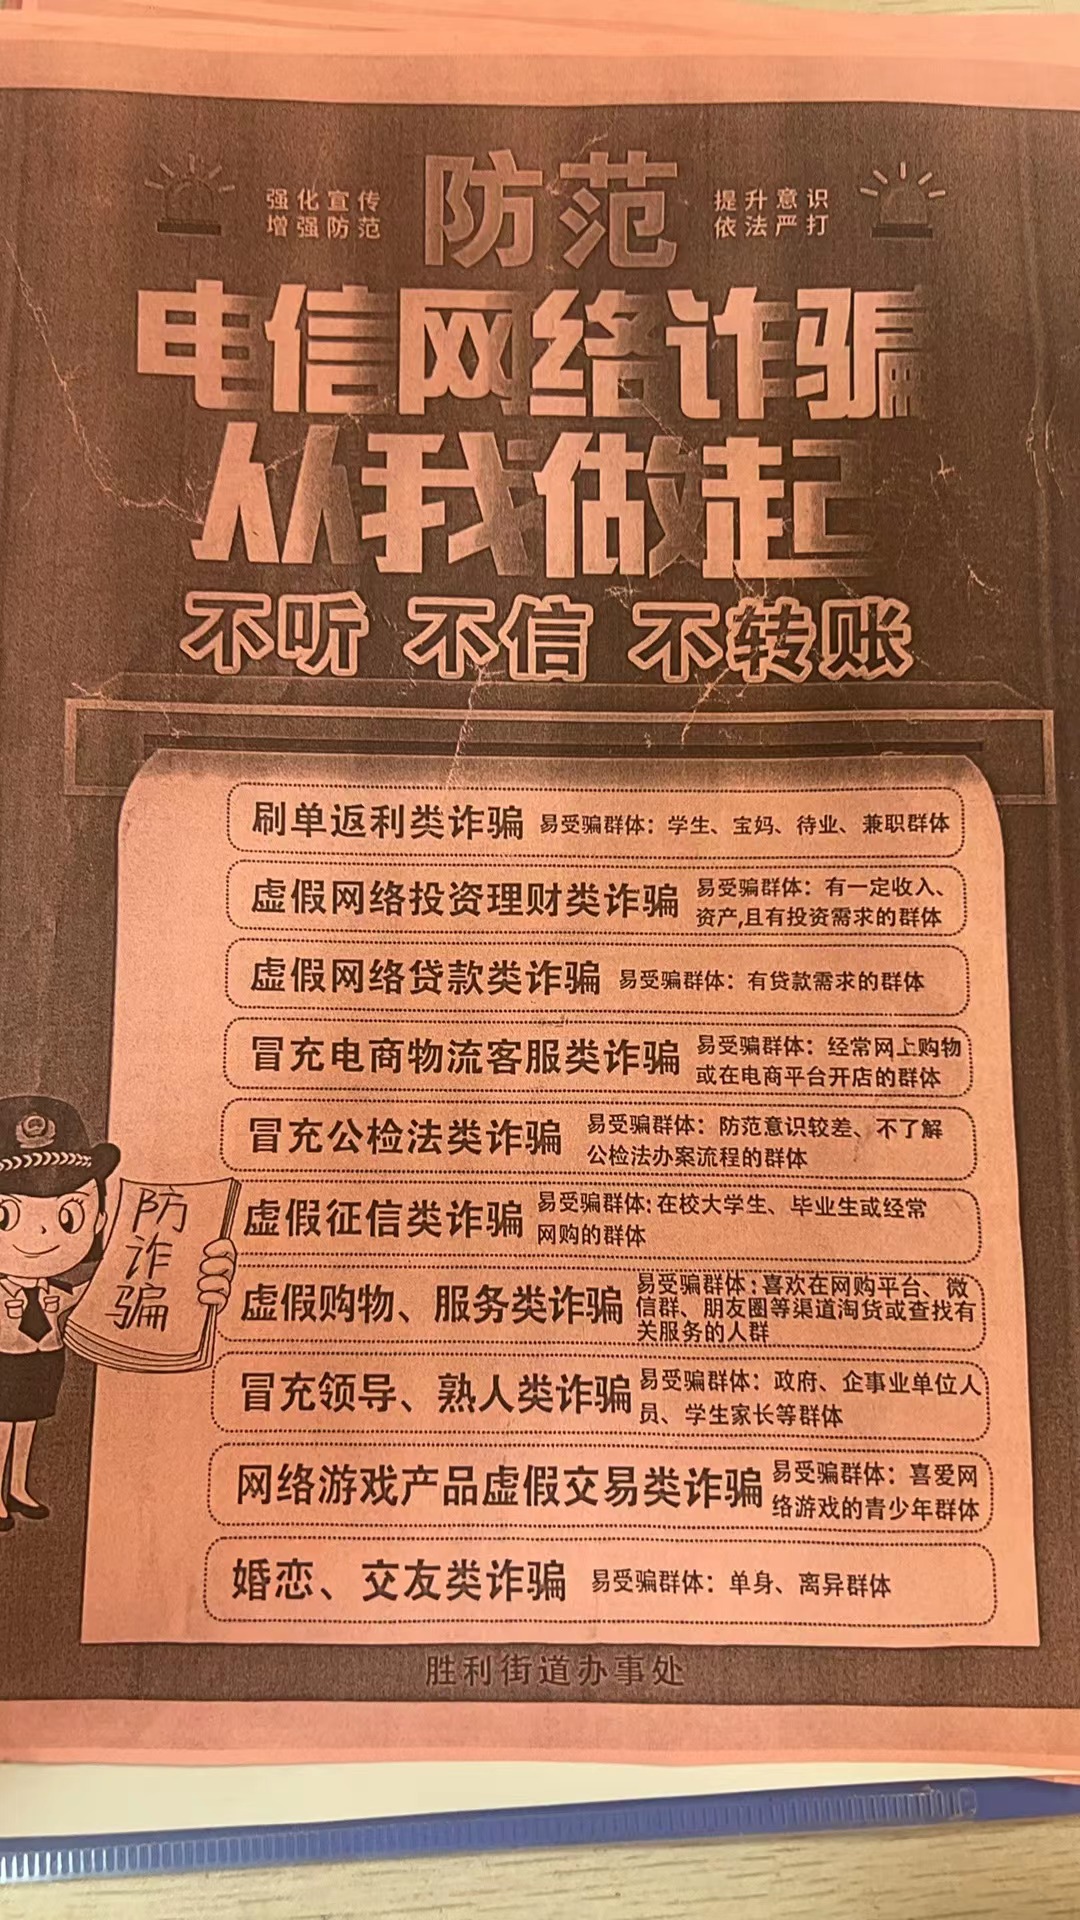 强化宣传
增强防范
防范
提升意识
依法严打
电信网络诈骗
从我做起
不听 不信 不转账
刷单返利类诈骗 易受骗群体：学生、宝妈、待业、兼职群体
虚假网络投资理财类诈骗 易受骗群体：有一定收入、
资产,且有投资需求的群体
虚假网络贷款类诈骗 易受骗群体：有贷款需求的群体
冒充电商物流客服类诈骗 易受骗群体：经常网上购物
或在电商平台开店的群体
冒充公检法类诈骗 易受骗群体：防范意识较差、不了解
公检法办案流程的群体
虚假征信类诈骗 易受骗群体:在校大学生、毕业生或经常
网购的群体
虚假购物、服务类诈骗 易受骗群体:喜欢在网购平台、微
信群、朋友圈等渠道淘货或查找有
关服务的人群
冒充领导、熟人类诈骗 易受骗群体：政府、企事业单位人
员、学生家长等群体
网络游戏产品虚假交易类诈骗 易受骗群体：喜爱网
络游戏的青少年群体
婚恋、交友类诈骗 易受骗群体：单身、离异群体
防
诈
骗
胜利街道办事处